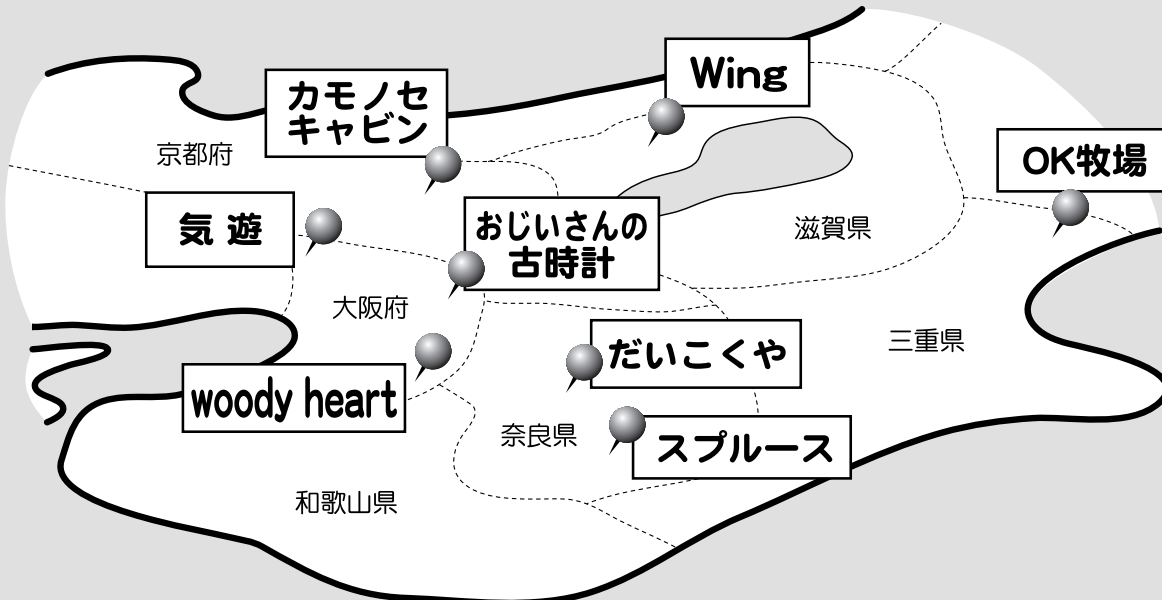 Wing
カモノセ
キャビン
京都府
OK牧場
気 遊
おじいさんの
古時計
滋賀県
大阪府
三重県
だいこくや
woody heart
奈良県
スプルース
和歌山県